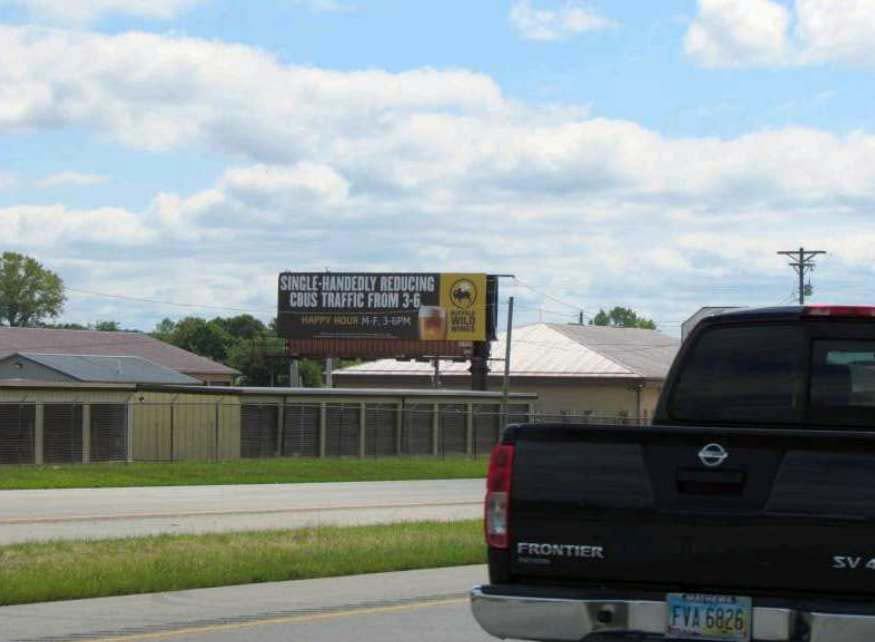 SINGLE-HANDEDLY REDUCING
CBUS TRAFFIC FROM 3-6
HAPPY HOUR M-F, 3-6PM
BUFFALO
WILD
WINGS
FRONTIER
SV 4
FVA 6826